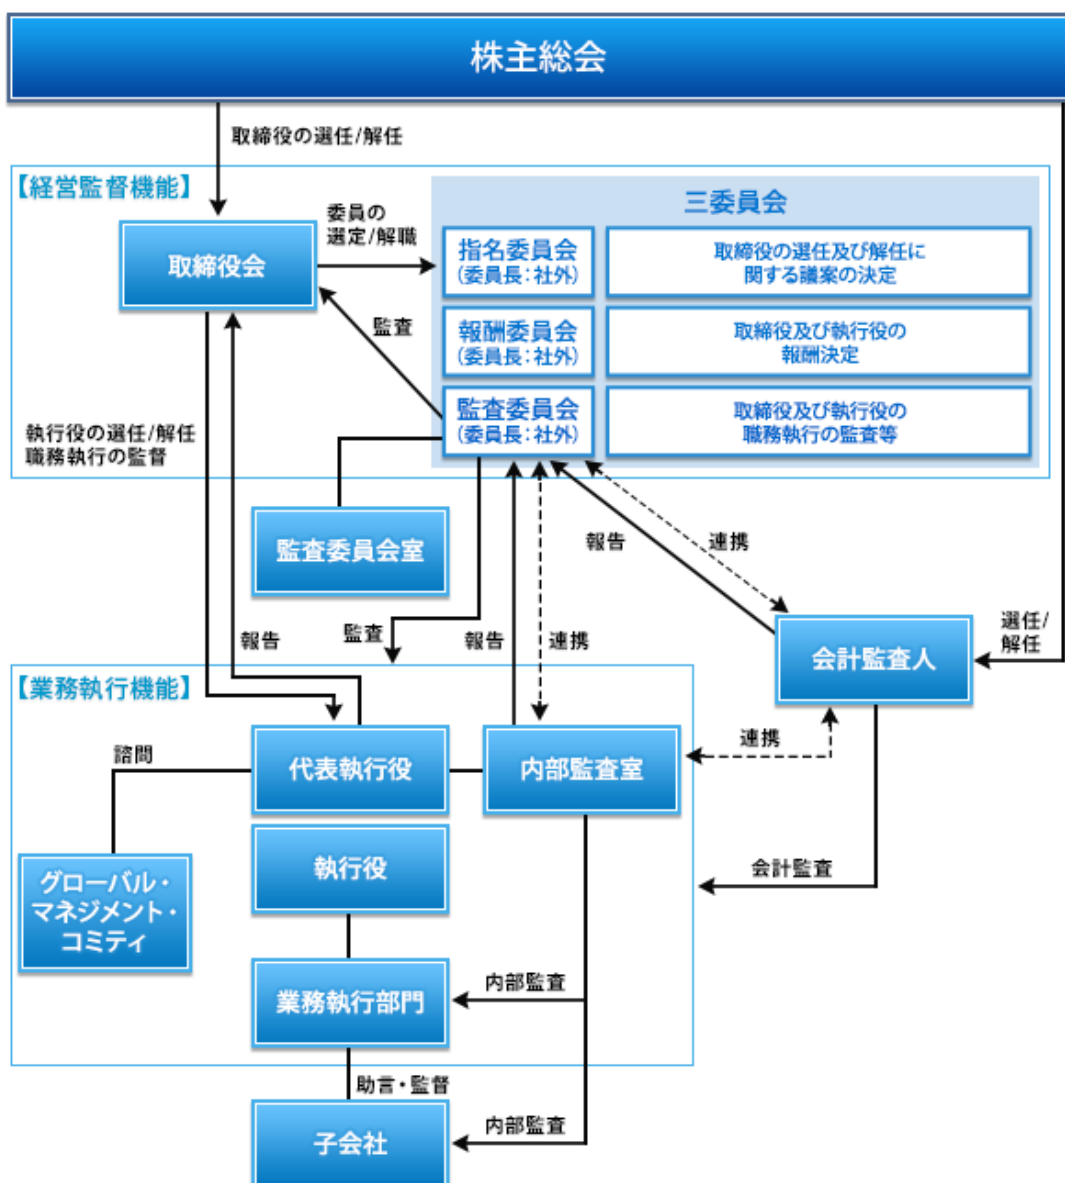 株主総会
取締役の選任/解任
【経営監督機能】
三委員会
委員の
選定/解職
取締役会
指名委員会
(委員長:社外)
取締役の選任及び解任に
関する議案の決定
監査
報酬委員会
(委員長:社外)
取締役及び執行役の
報酬決定
監査委員会
(委員長:社外)
取締役及び執行役の
職務執行の監査等
執行役の選任/解任
職務執行の監督
監査委員会室
報告
連携
選任/
解任
報告
監査
報告
連携
会計監査人
【業務執行機能】
諮問
代表執行役
内部監査室
連携
執行役
会計監査
グローバル・
マネジメント・
コミティ
業務執行部門
内部監査
助言・監督
子会社
内部監査